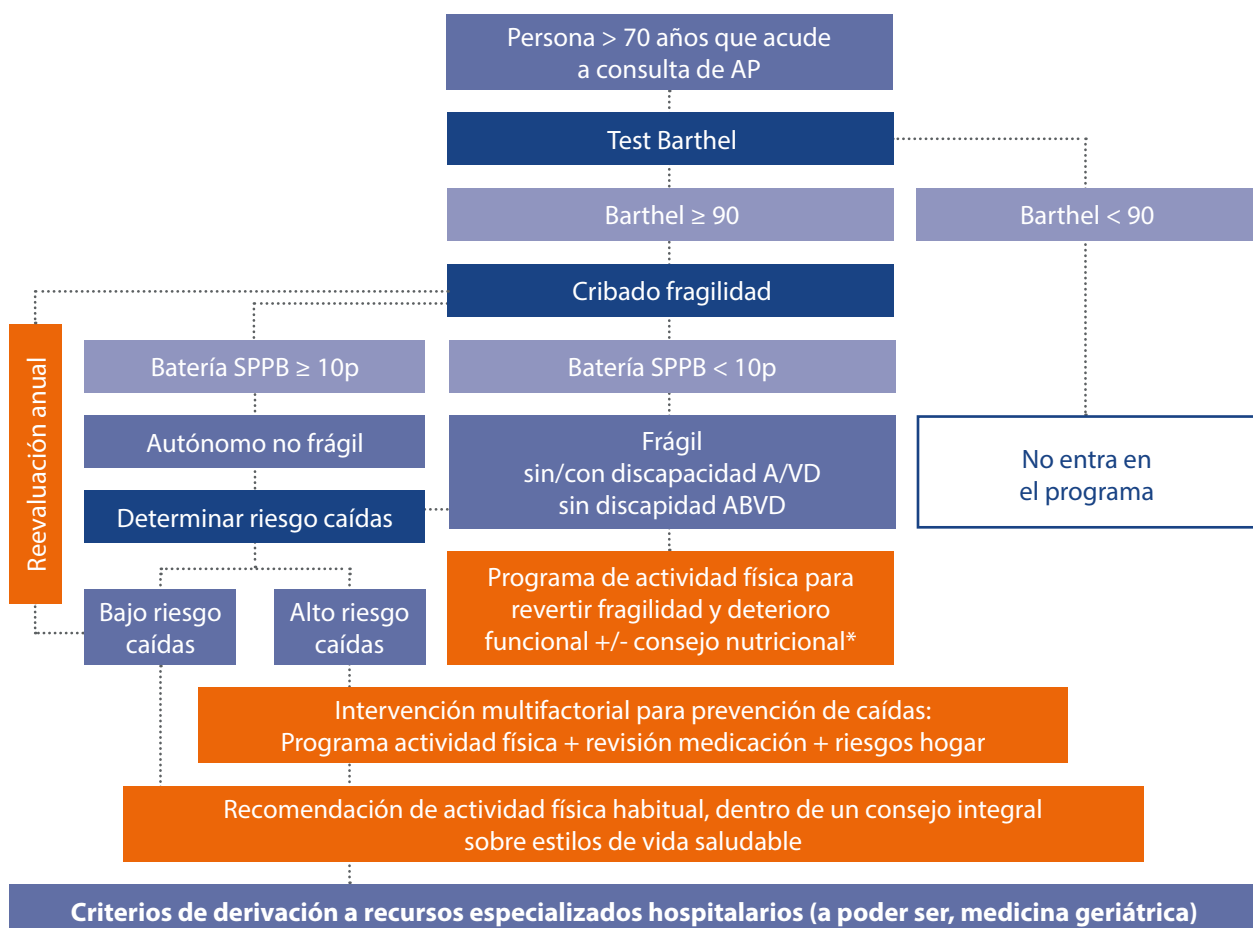 Persona > 70 años que acude
a consulta de AP
Test Barthel
Barthel ≥ 90
Barthel < 90
Cribado fragilidad
Reevaluación anual
Batería SPPB ≥ 10p
Batería SPPB < 10p
Autónomo no frágil
Frágil
sin/con discapacidad A/VD
sin discapidad ABVD
No entra en
el programa
Determinar riesgo caídas
Programa de actividad física para
revertir fragilidad y deterioro
funcional +/- consejo nutricional*
Bajo riesgo
caídas
Alto riesgo
caídas
Intervención multifactorial para prevención de caídas:
Programa actividad física + revisión medicación + riesgos hogar
Recomendación de actividad física habitual, dentro de un consejo integral
sobre estilos de vida saludable
Criterios de derivación a recursos especializados hospitalarios (a poder ser, medicina geriátrica)